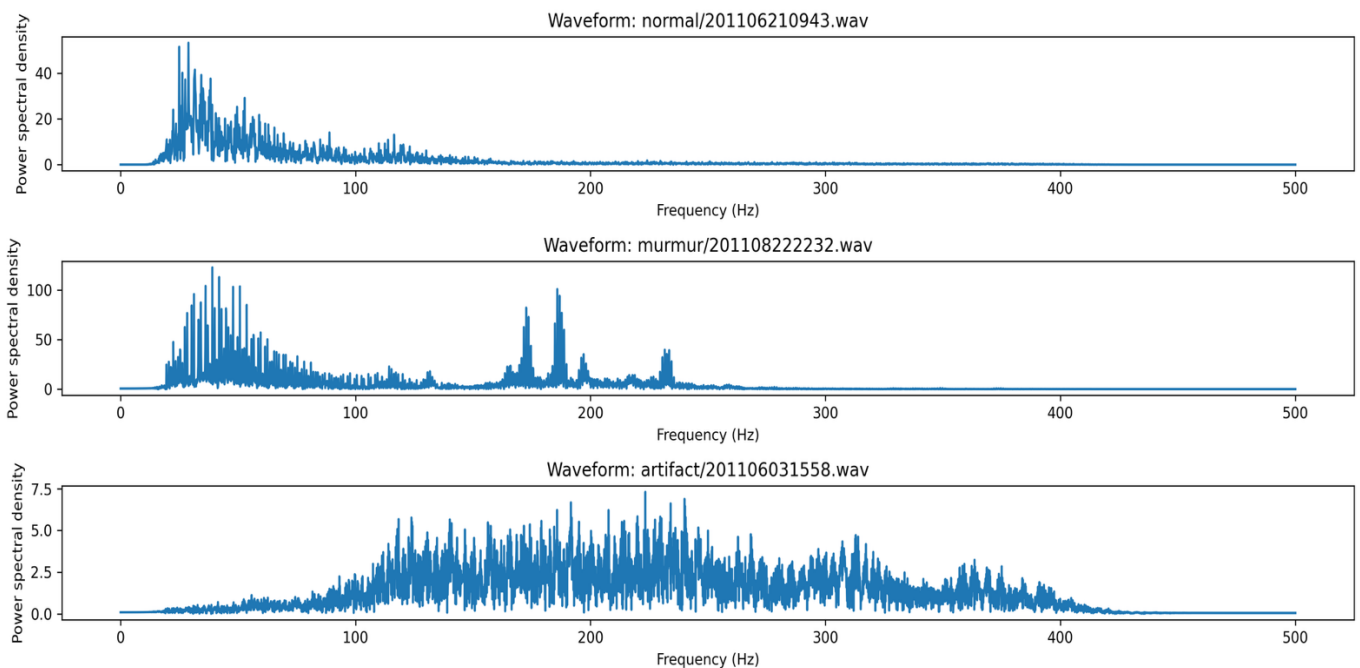 Waveform: normal/201106210943.wav
Power spectral density
40
20
0
0 100 200 300 400 500
Frequency (Hz)
Waveform: murmur/201108222232.wav
Power spectral density
100
50
0
0 100 200 300 400 500
Frequency (Hz)
Waveform: artifact/201106031558.wav
Power spectral density
7.5
5.0
2.5
0.0
0 100 200 300 400 500
Frequency (Hz)